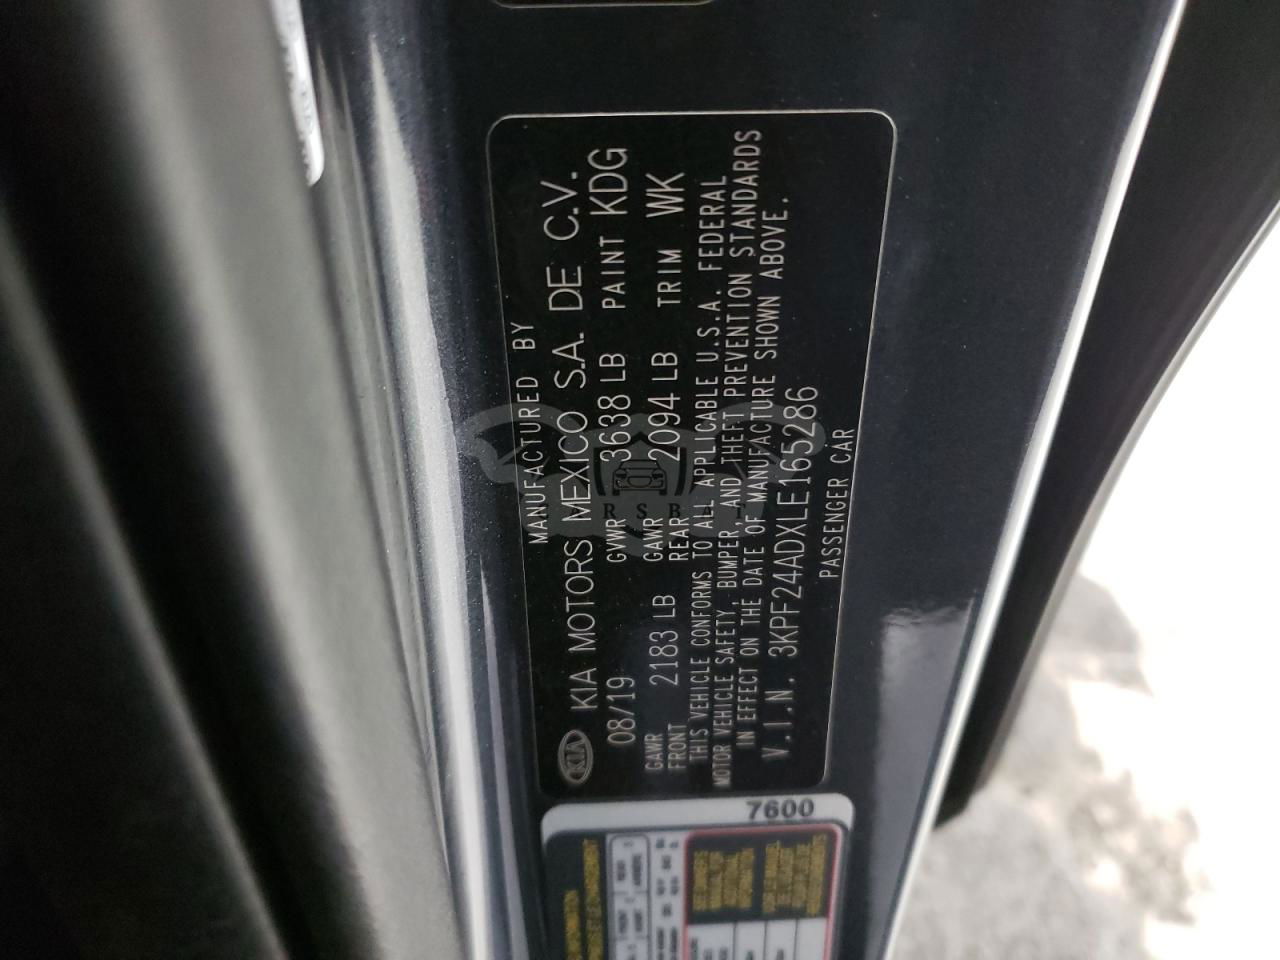 MANUFACTURED BY
KIA KIA MOTORS MEXICO S.A. DE C.V.
08/19 GVWR 3638 LB PAINT KDG
GAWR FRONT 2183 LB GAWR REAR 2094 LB TRIM WK
THIS VEHICLE CONFORMS TO ALL APPLICABLE U.S.A. FEDERAL
MOTOR VEHICLE SAFETY, BUMPER, AND THEFT PREVENTION STANDARDS
IN EFFECT ON THE DATE OF MANUFACTURE SHOWN ABOVE.
V.I.N. 3KPF24ADXLE165286
PASSENGER CAR
7600